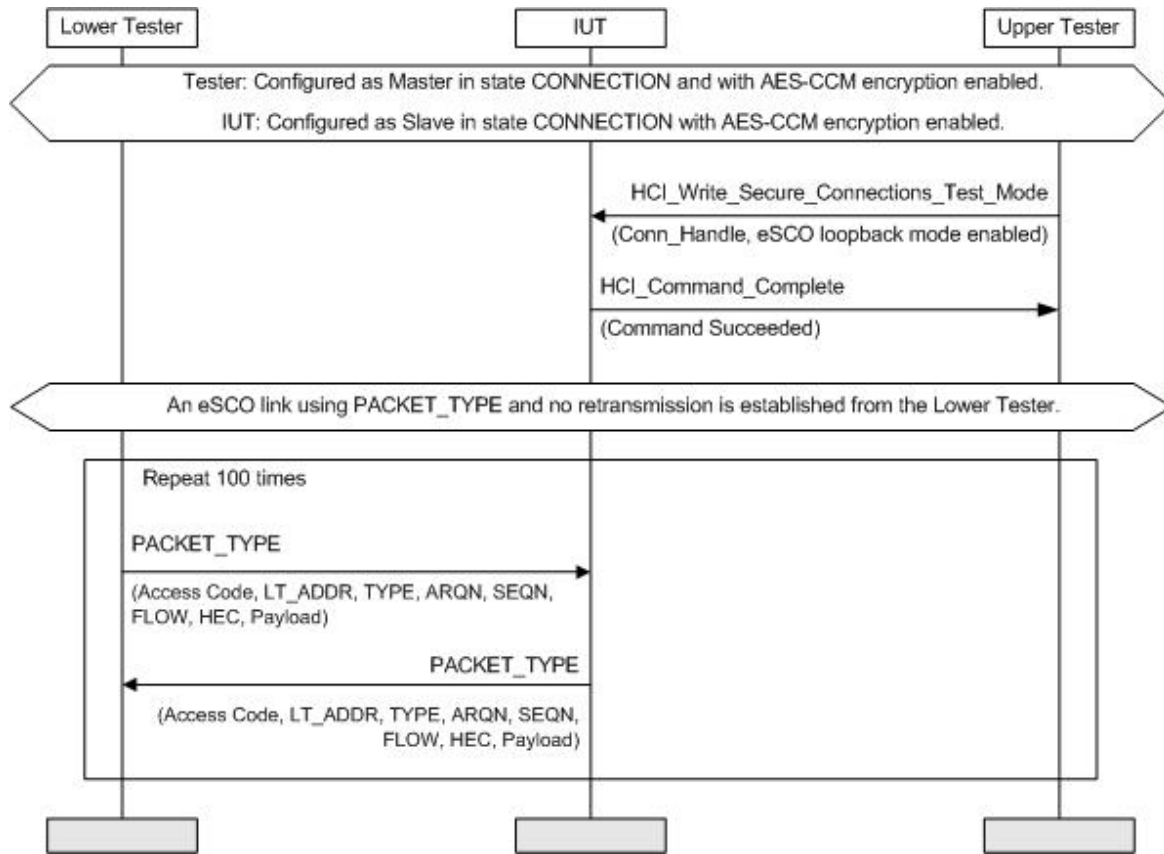 Lower Tester
IUT
Upper Tester
Tester: Configured as Master in state CONNECTION and with AES-CCM encryption enabled.
IUT: Configured as Slave in state CONNECTION with AES-CCM encryption enabled.
HCI_Write_Secure_Connections_Test_Mode
(Conn_Handle, eSCO loopback mode enabled)
HCI_Command_Complete
(Command Succeeded)
An eSCO link using PACKET_TYPE and no retransmission is established from the Lower Tester.
Repeat 100 times
PACKET_TYPE
(Access Code, LT_ADDR, TYPE, ARQN, SEQN,
FLOW, HEC, Payload)
PACKET_TYPE
(Access Code, LT_ADDR, TYPE, ARQN, SEQN,
FLOW, HEC, Payload)